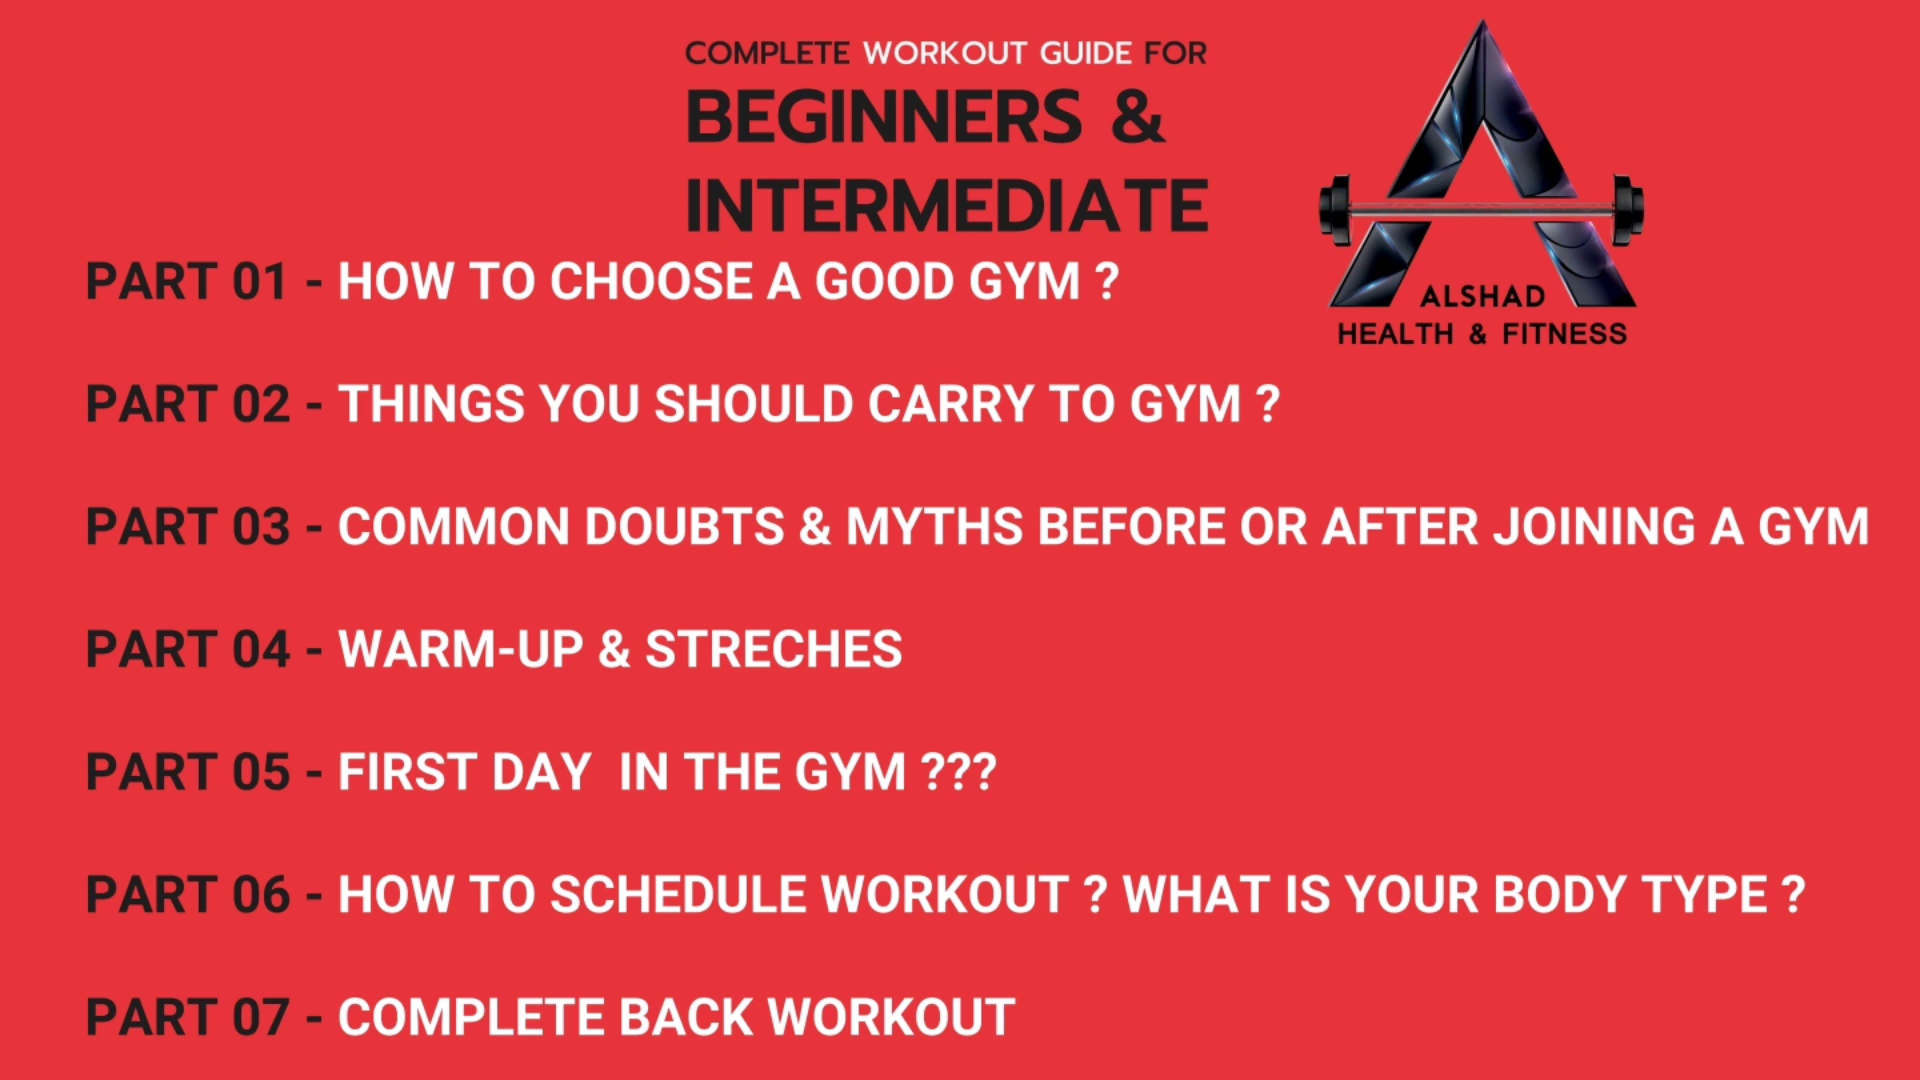 COMPLETE WORKOUT GUIDE FOR
BEGINNERS &
INTERMEDIATE
ALSHAD
HEALTH & FITNESS
PART 01 - HOW TO CHOOSE A GOOD GYM ?
PART 02 - THINGS YOU SHOULD CARRY TO GYM ?
PART 03 - COMMON DOUBTS & MYTHS BEFORE OR AFTER JOINING A GYM
PART 04 - WARM-UP & STRECHES
PART 05 - FIRST DAY  IN THE GYM ???
PART 06 - HOW TO SCHEDULE WORKOUT ? WHAT IS YOUR BODY TYPE ?
PART 07 - COMPLETE BACK WORKOUT